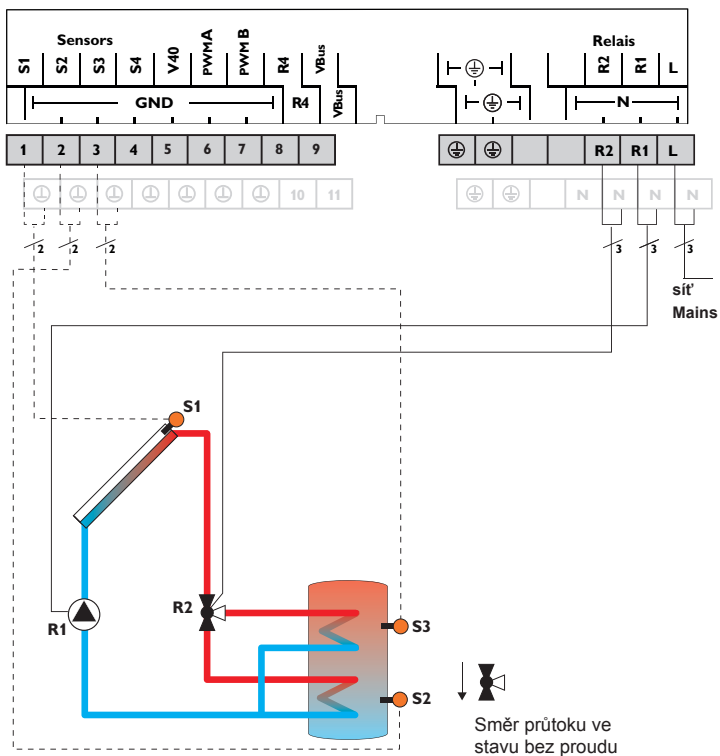 Sensors
Relais
S1 S2 S3 S4 V40 PWMA PWM B R4 VBus
R2 R1 L
GND
R4
VBus
N
1 2 3 4 5 6 7 8 9
R2 R1 L
10 11
N N N N
2 2 2
3 3 3
síť
Mains
S1
R2
R1
S3
S2
Směr průtoku ve
stavu bez proudu